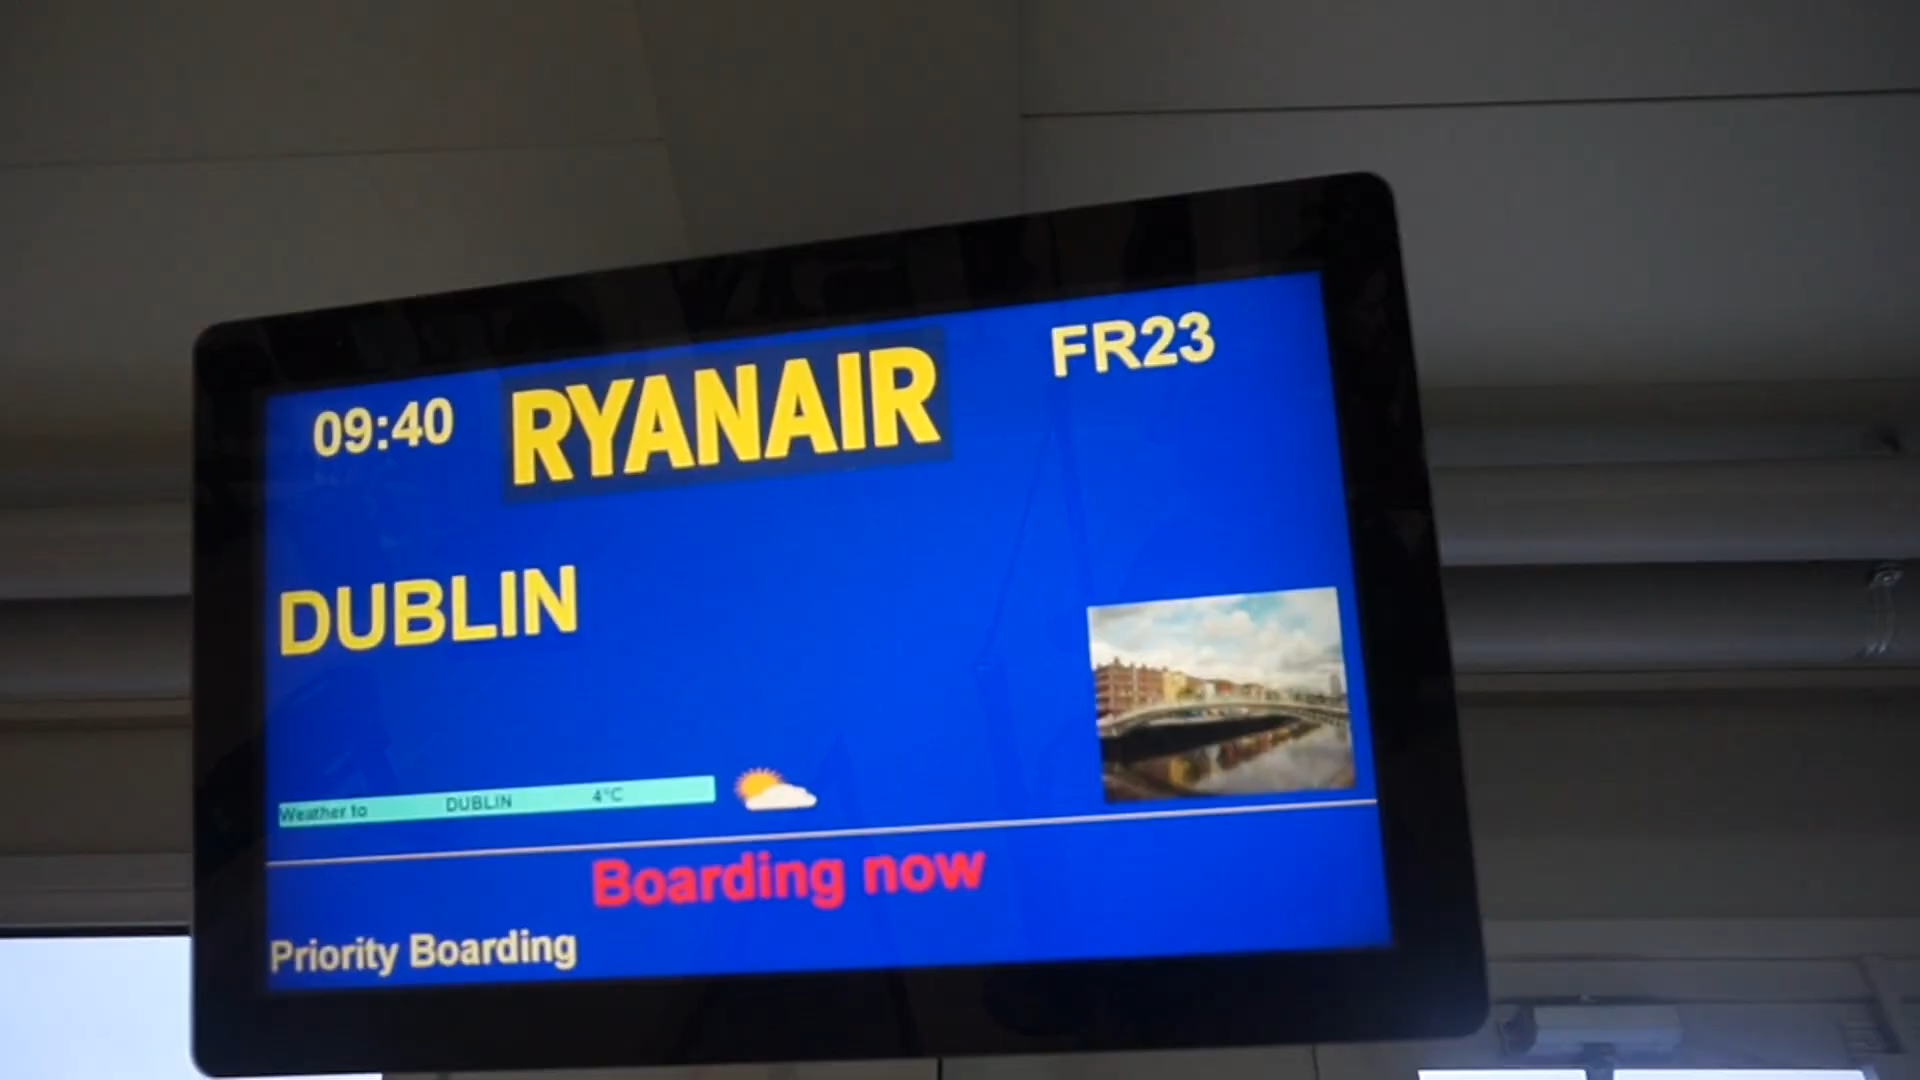 09:40 RYANAIR FR23
DUBLIN
Weather to DUBLIN 4°C
Boarding now
Priority Boarding